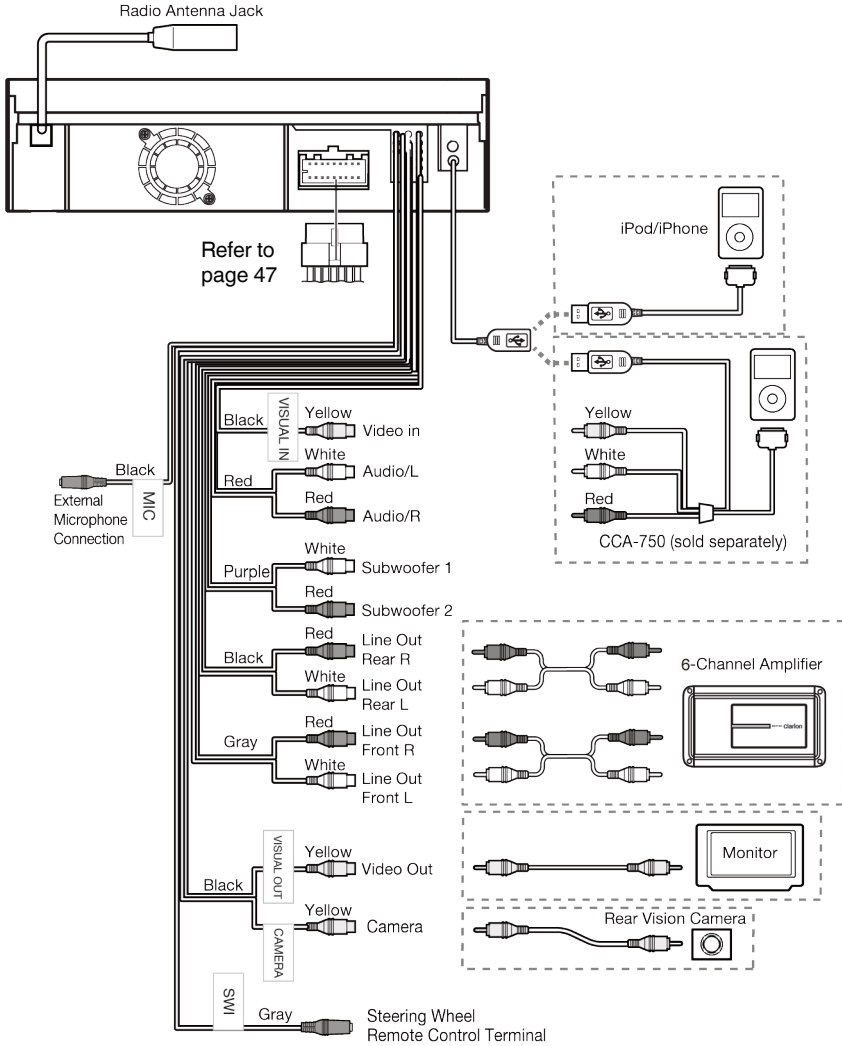 Radio Antenna Jack
Refer to
page 47
iPod/iPhone
Black
VISUAL IN
Yellow
Video in
White
Audio/L
Red
Red
Audio/R
Yellow
White
Red
CCA-750 (sold separately)
Black
MIC
External
Microphone
Connection
White
Subwoofer 1
Purple
Red
Subwoofer 2
Red
Line Out
Rear R
Black
White
Line Out
Rear L
Red
Line Out
Front R
Gray
White
Line Out
Front L
6-Channel Amplifier
Clarion
VISUAL OUT
Yellow
Video Out
Black
Yellow
Camera
CAMERA
Monitor
Rear Vision Camera
SWI
Gray
Steering Wheel
Remote Control Terminal